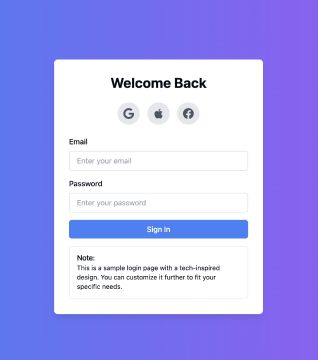 Welcome Back
Email
Enter your email
Password
Enter your password
Sign In
Note:
This is a sample login page with a tech-inspired
design. You can customize it further to fit your
specific needs.